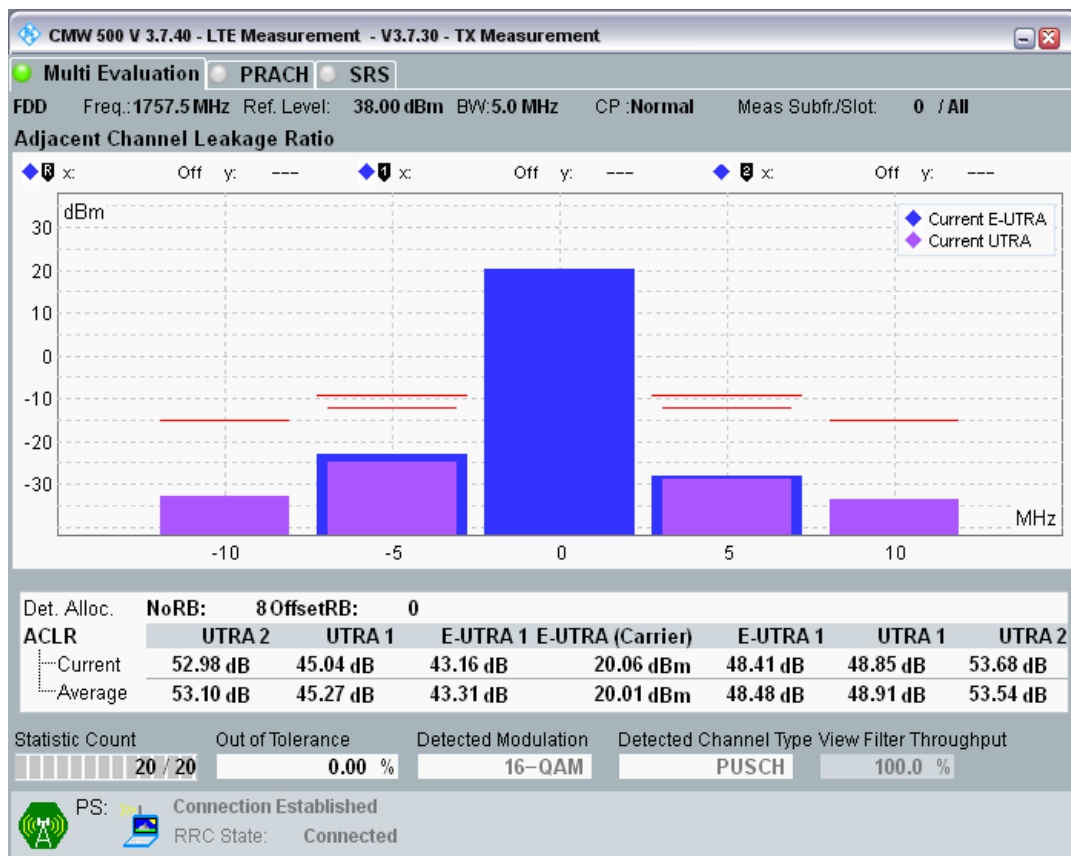 CMW 500 V 3.7.40 - LTE Measurement - V3.7.30 - TX Measurement
Multi Evaluation PRACH SRS
FDD Freq.: 1757.5 MHz Ref. Level: 38.00 dBm BW: 5.0 MHz CP : Normal Meas Subfr./Slot: 0 / All
Adjacent Channel Leakage Ratio
R x: Off y: --- 1 x: Off y: --- 2 x: Off y: ---
dBm
Current E-UTRA
Current UTRA
30
20
10
0
-10
-20
-30
MHz
-10 -5 0 5 10
Det. Alloc. NoRB: 8 OffsetRB: 0
ACLR UTRA 2 UTRA 1 E-UTRA 1 E-UTRA (Carrier) E-UTRA 1 UTRA 1 UTRA 2
Current 52.98 dB 45.04 dB 43.16 dB 20.06 dBm 48.41 dB 48.85 dB 53.68 dB
Average 53.10 dB 45.27 dB 43.31 dB 20.01 dBm 48.48 dB 48.91 dB 53.54 dB
Statistic Count Out of Tolerance Detected Modulation Detected Channel Type View Filter Throughput
20 / 20 0.00 % 16-QAM PUSCH 100.0 %
PS: Connection Established
RRC State: Connected